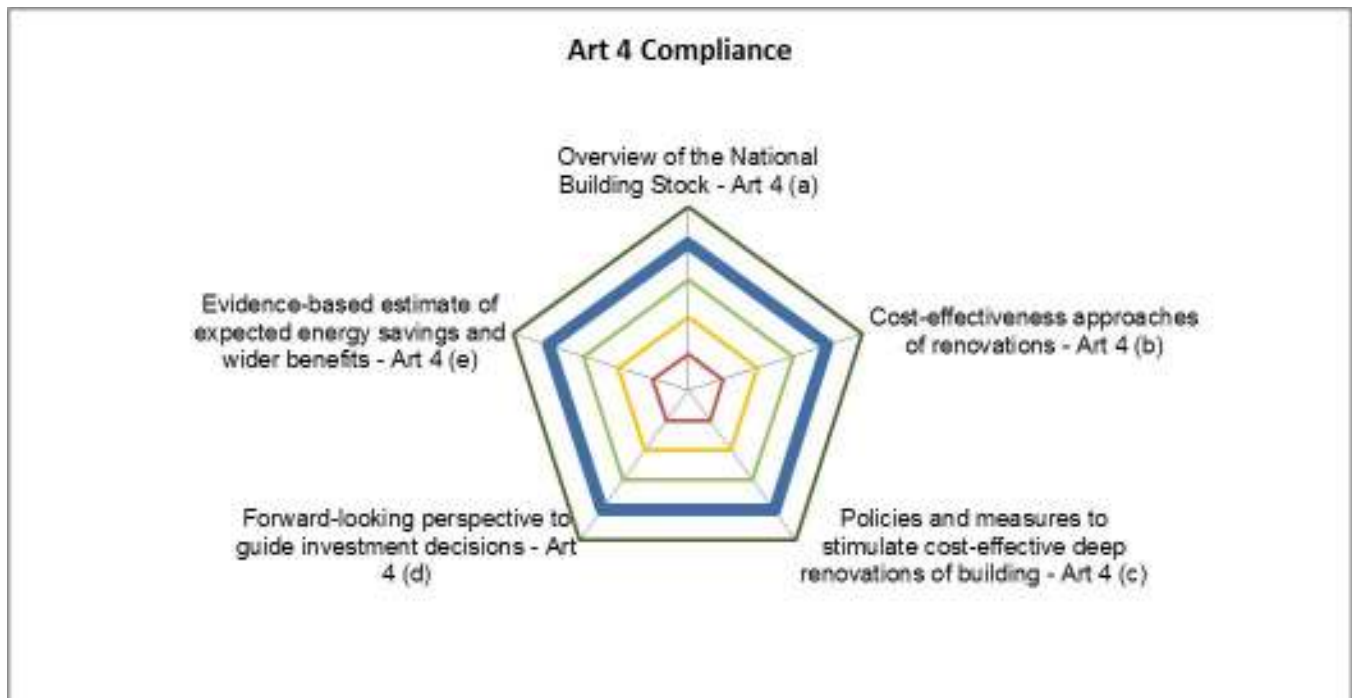 Art 4 Compliance
Overview of the National
Building Stock - Art 4 (a)
Evidence-based estimate of
expected energy savings and
wider benefits - Art 4 (e)
Cost-effectiveness approaches
of renovations - Art 4 (b)
Forward-looking perspective to
guide investment decisions - Art
4 (d)
Policies and measures to
stimulate cost-effective deep
renovations of building - Art 4 (c)